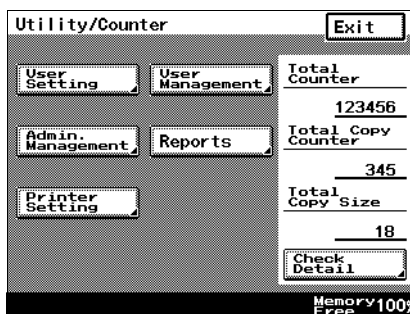 Utility/Counter
Exit
User
Setting
User
Management
Admin.
Management
Reports
Printer
Setting
Total
Counter
123456
Total Copy
Counter
345
Total
Copy Size
18
Check
Detail
Memory
Free 100%